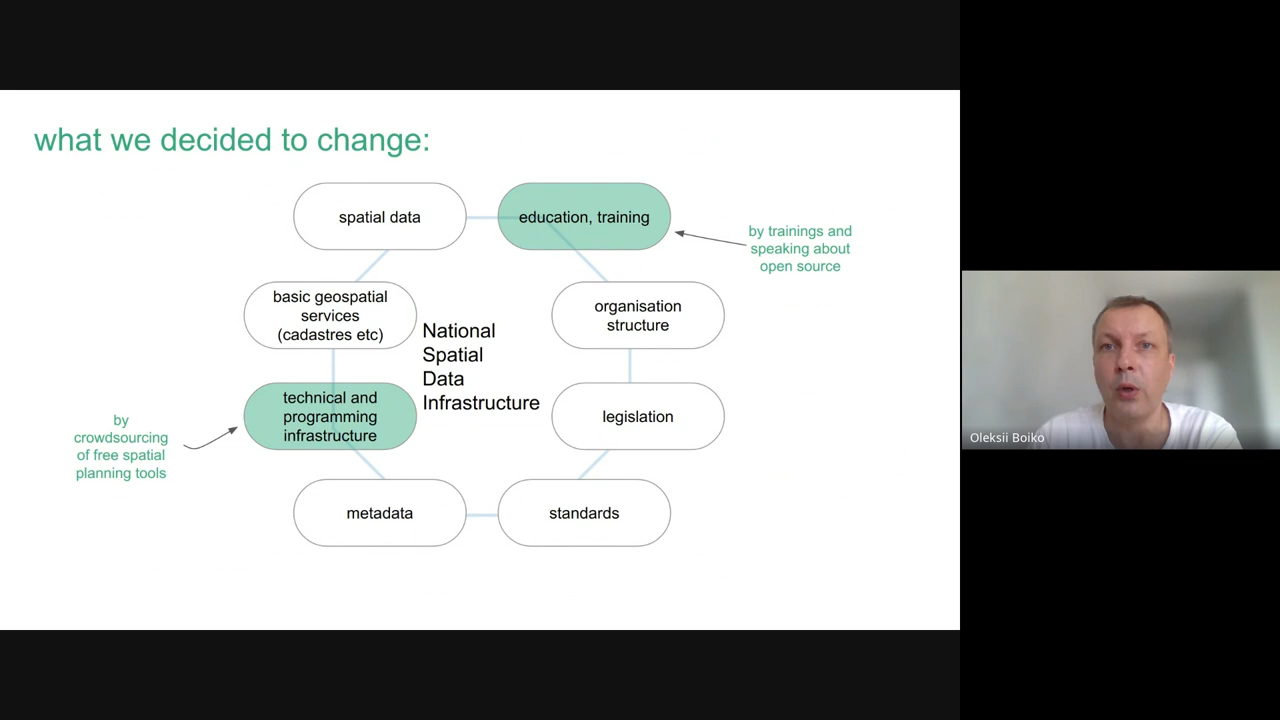 what we decided to change:
spatial data
education, training
by trainings and
speaking about
open source
basic geospatial
services
(cadastres etc)
organisation
structure
National
Spatial
Data
Infrastructure
technical and
programming
infrastructure
legislation
by
crowdsourcing
of free spatial
planning tools
metadata
standards
Oleksii Boiko